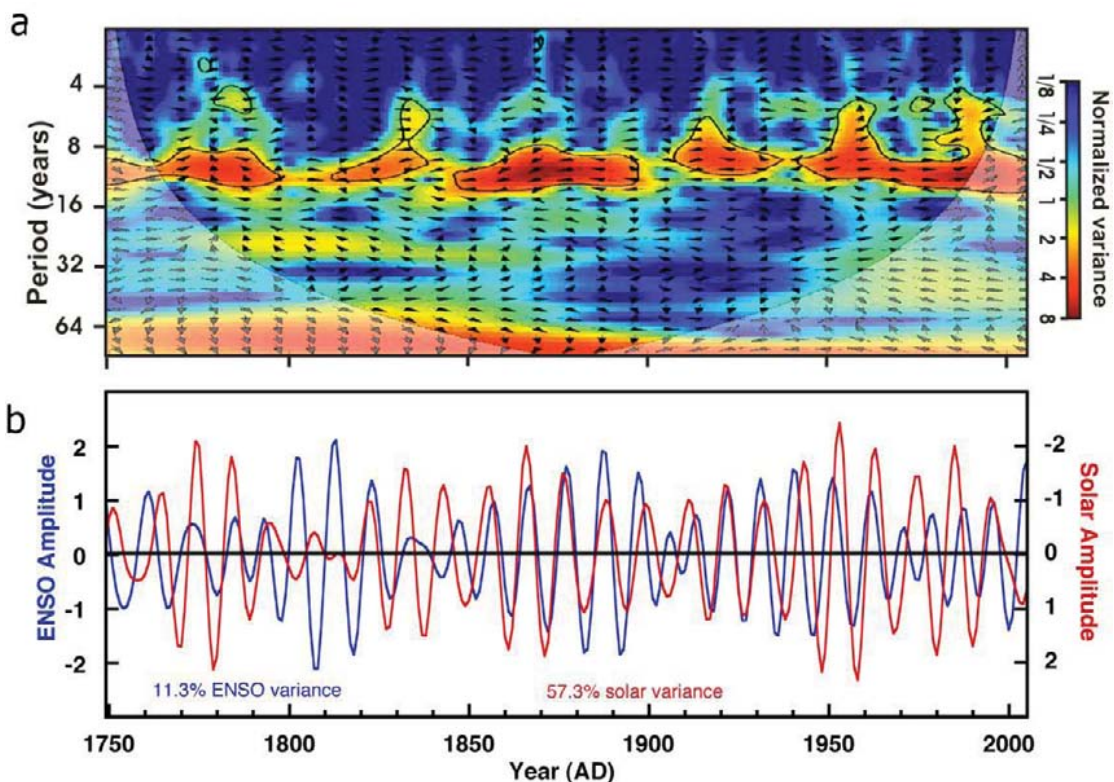 a
4
8
16
32
64
Period (years)
1/8
1/4
1/2
1
2
4
8
Normalized variance
b
2
1
0
-1
-2
ENSO Amplitude
-2
-1
0
1
2
Solar Amplitude
11.3% ENSO variance
57.3% solar variance
1750 1800 1850 1900 1950 2000
Year (AD)